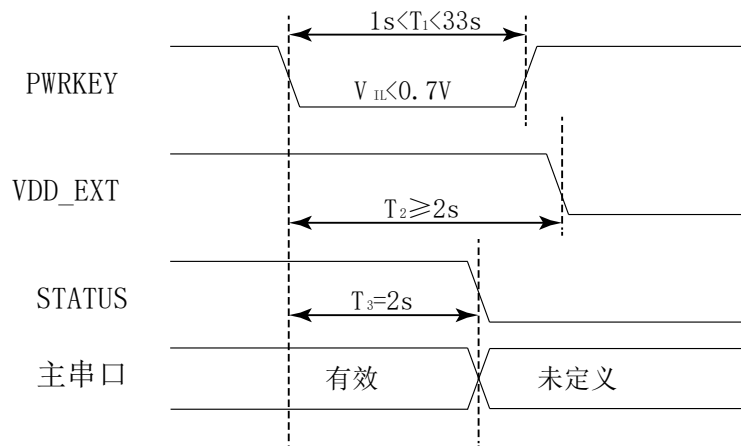 1s<T₁<33s
PWRKEY
V IL<0.7V
VDD_EXT
T₂≥2s
STATUS
T₃=2s
主串口
有效
未定义